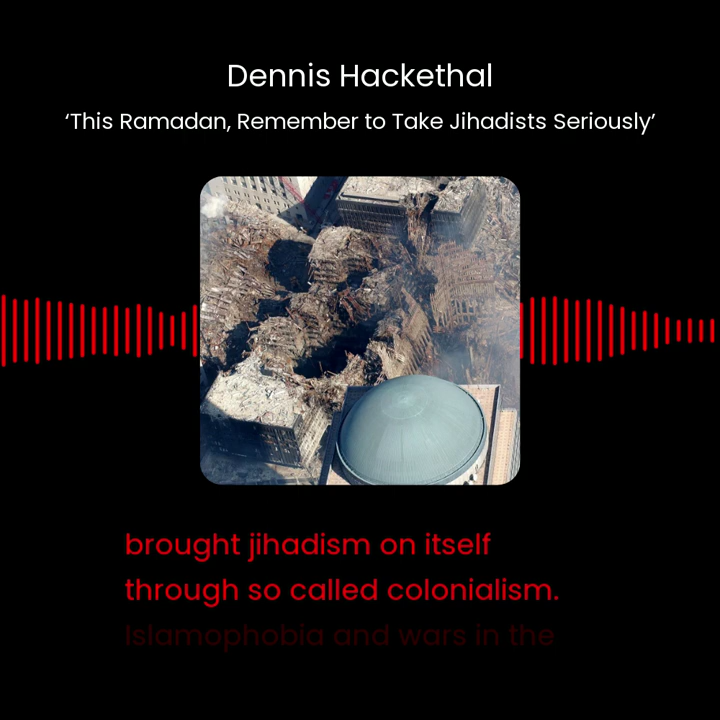 Dennis Hackethal
‘This Ramadan, Remember to Take Jihadists Seriously’
brought jihadism on itself
through so called colonialism.
Islamophobia and wars in the